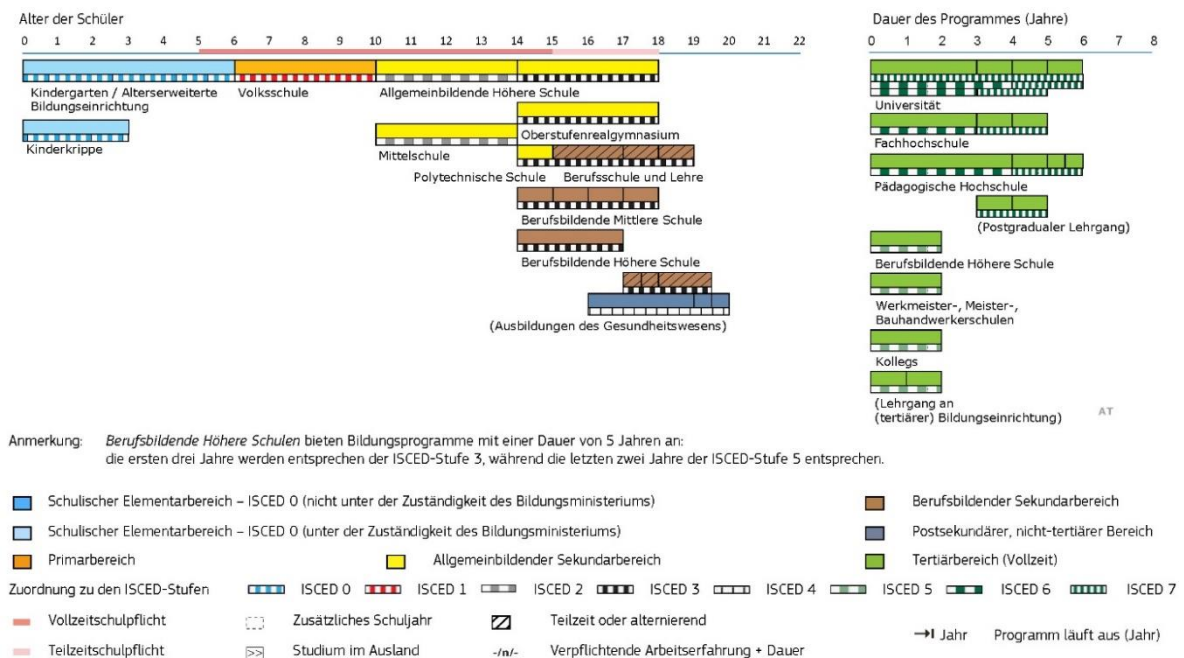 Alter der Schüler
0 1 2 3 4 5 6 7 8 9 10 11 12 13 14 15 16 17 18 19 20 21 22
Kindergarten / Alterserweiterte
Bildungseinrichtung
Volksschule
Allgemeinbildende Höhere Schule
Kinderkrippe
Oberstufenrealgymnasium
Mittelschule
Polytechnische Schule
Berufsschule und Lehre
Berufsbildende Mittlere Schule
Berufsbildende Höhere Schule
(Ausbildungen des Gesundheitswesens)
Dauer des Programmes (Jahre)
0 1 2 3 4 5 6 7 8
Universität
Fachhochschule
Pädagogische Hochschule
(Postgradualer Lehrgang)
Berufsbildende Höhere Schule
Werkmeister-, Meister-,
Bauhandwerkerschulen
Kollegs
(Lehrgang an
(tertiärer) Bildungseinrichtung)
AT
Anmerkung: Berufsbildende Höhere Schulen bieten Bildungsprogramme mit einer Dauer von 5 Jahren an:
die ersten drei Jahre werden entsprechen der ISCED-Stufe 3, während die letzten zwei Jahre der ISCED-Stufe 5 entsprechen.
Schulischer Elementarbereich – ISCED 0 (nicht unter der Zuständigkeit des Bildungsministeriums)
Berufsbildender Sekundarbereich
Schulischer Elementarbereich – ISCED 0 (unter der Zuständigkeit des Bildungsministeriums)
Postsekundärer, nicht-tertiärer Bereich
Primarbereich
Allgemeinbildender Sekundarbereich
Tertiärbereich (Vollzeit)
Zuordnung zu den ISCED-Stufen ISCED 0 ISCED 1 ISCED 2 ISCED 3 ISCED 4 ISCED 5 ISCED 6 ISCED 7
Vollzeitschulpflicht
Zusätzliches Schuljahr
Teilzeit oder alternierend
Jahr Programm läuft aus (Jahr)
Teilzeitschulpflicht
>> Studium im Ausland
-/n/- Verpflichtende Arbeitserfahrung + Dauer